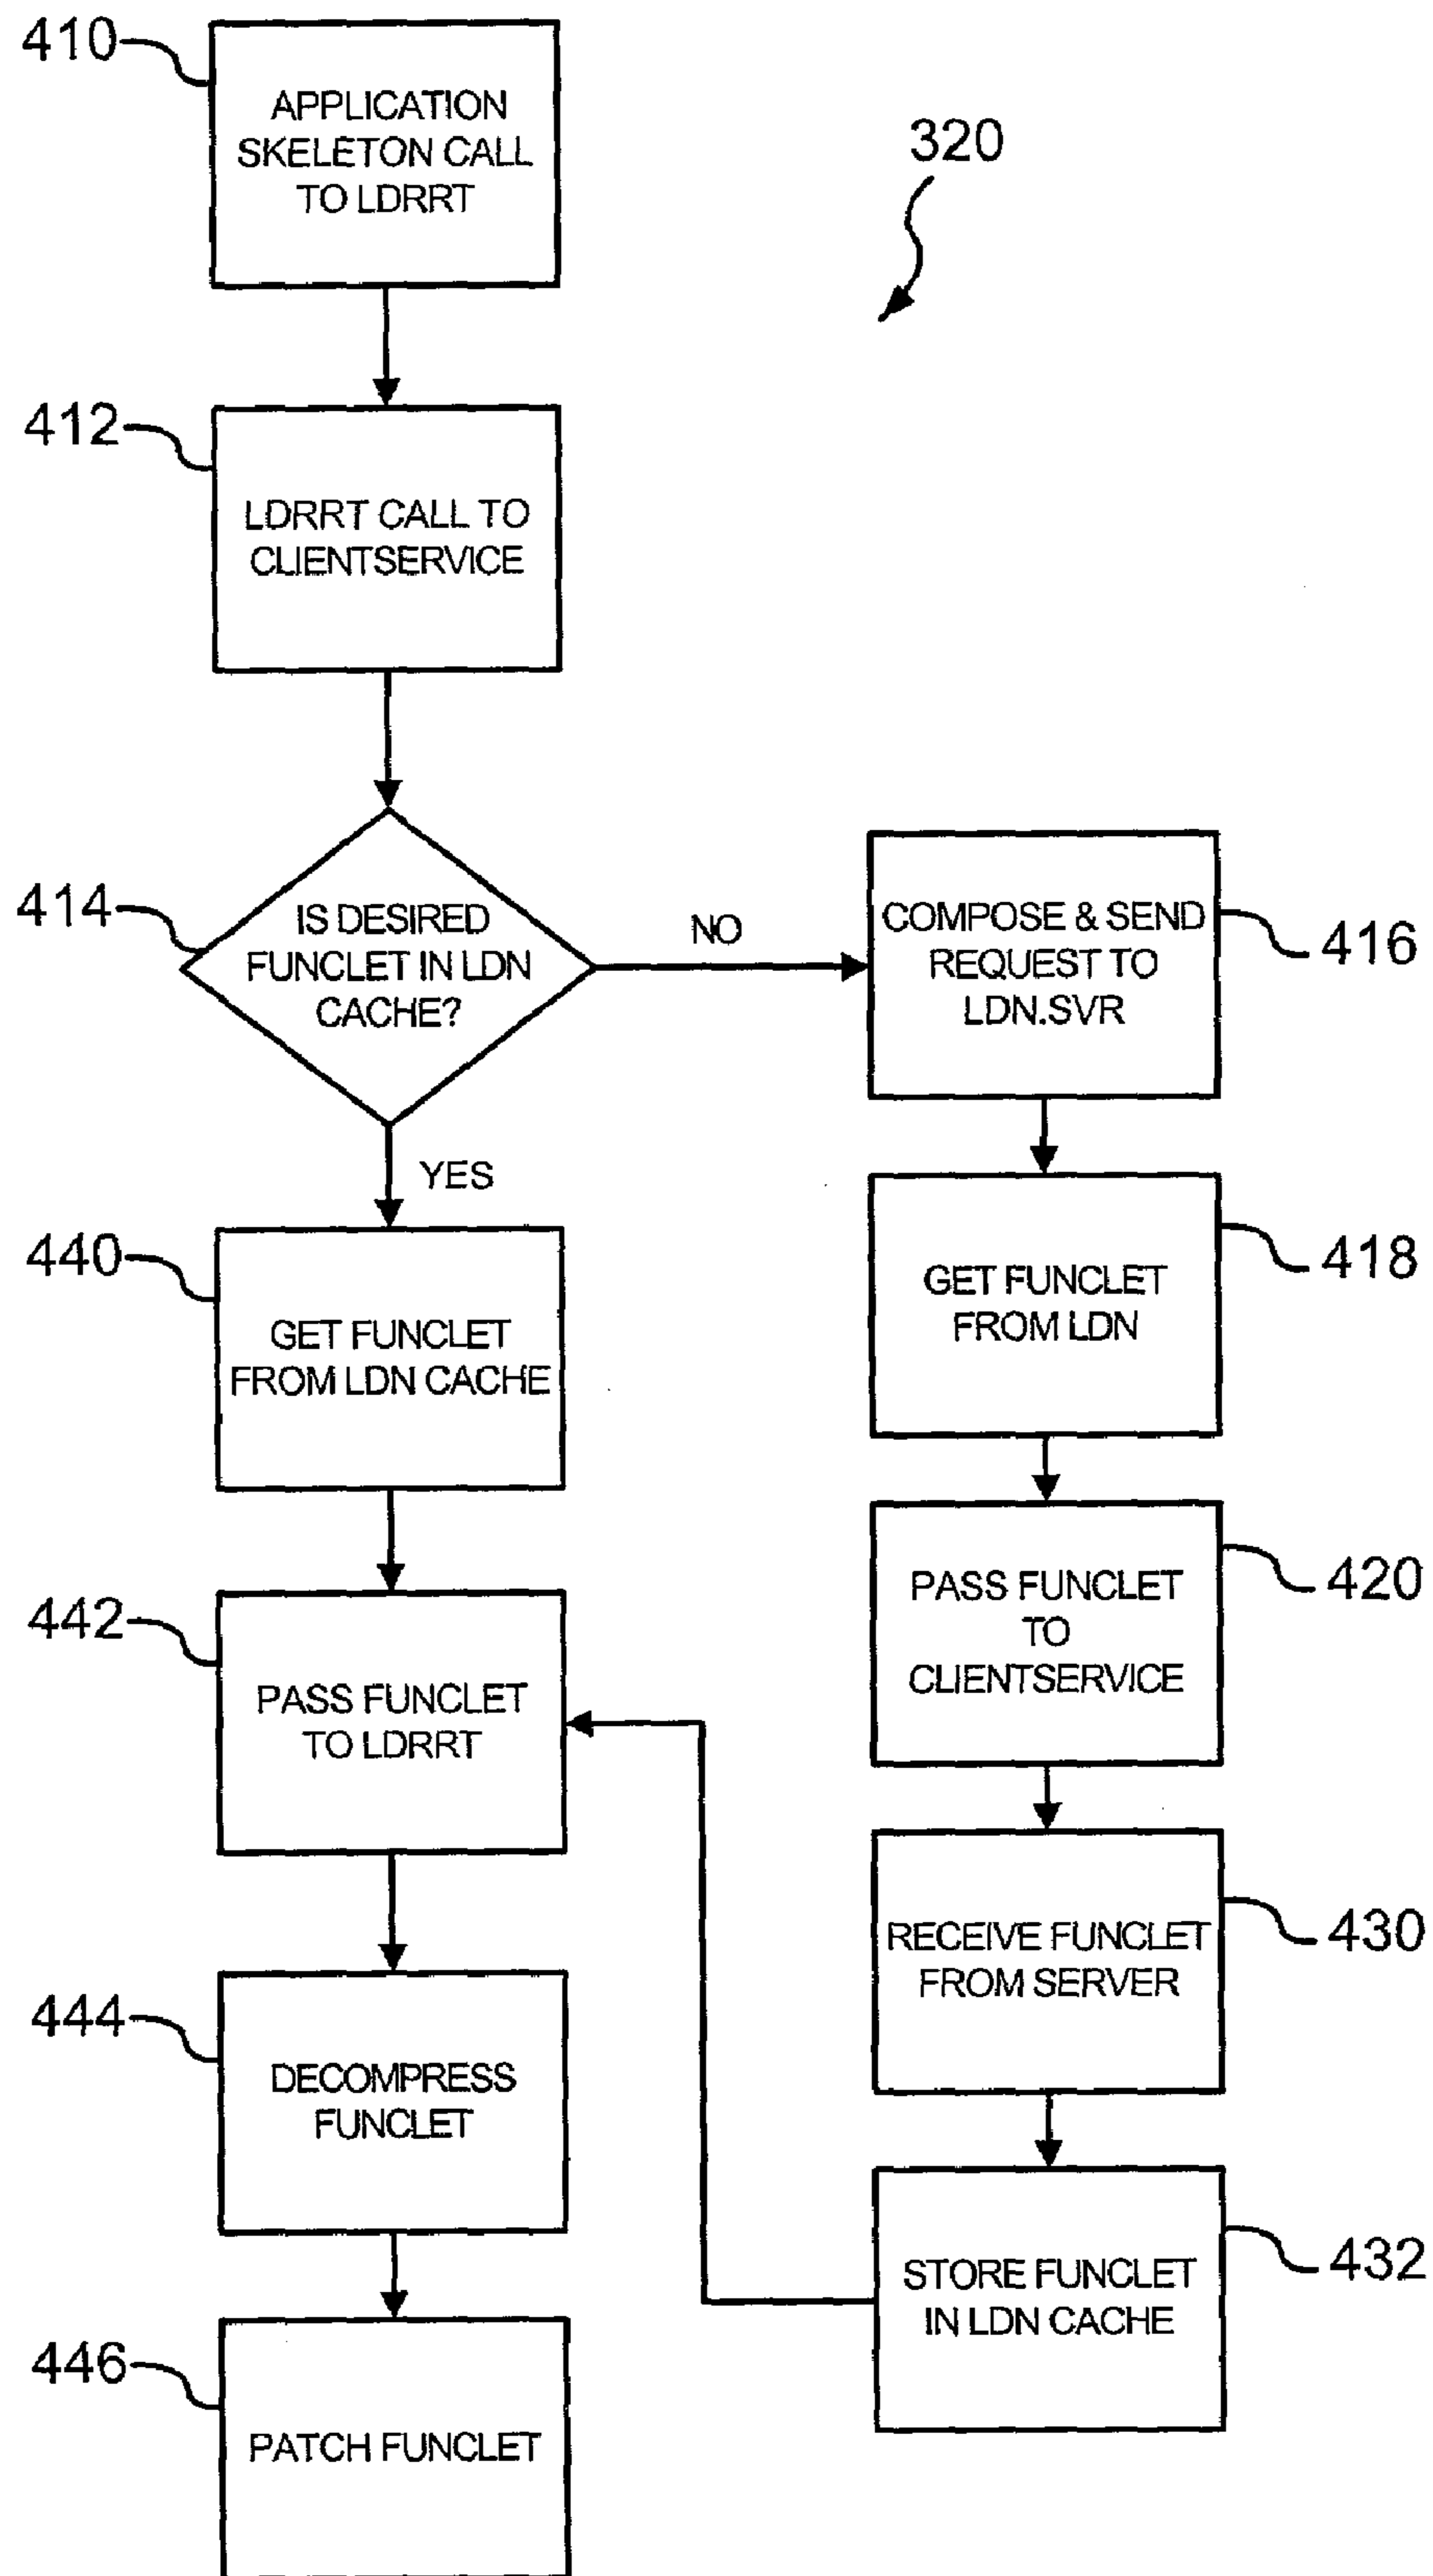 410
APPLICATION
SKELETON CALL
TO LDRRT
320
412
LDRRT CALL TO
CLIENTSERVICE
414
IS DESIRED
FUNCLET IN LDN
CACHE?
NO
COMPOSE & SEND
REQUEST TO
LDN.SVR
416
YES
440
GET FUNCLET
FROM LDN CACHE
GET FUNCLET
FROM LDN
418
442
PASS FUNCLET
TO LDRRT
PASS FUNCLET
TO
CLIENTSERVICE
420
RECEIVE FUNCLET
FROM SERVER
430
444
DECOMPRESS
FUNCLET
STORE FUNCLET
IN LDN CACHE
432
446
PATCH FUNCLET